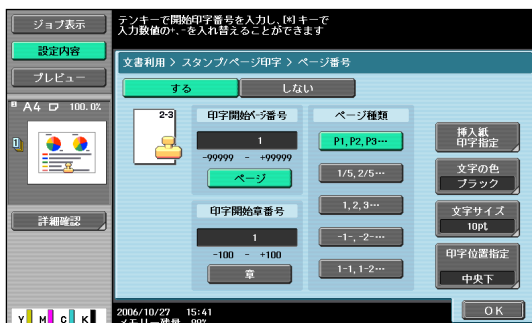 ジョブ表示
設定内容
プレビュー
A4 100.0%
1
詳細確認
Y M C K
テンキーで開始印字番号を入力し、[*]キーで
入力数値の+、-を入れ替えることができます
文書利用 > スタンプ/ページ印字 > ページ番号
する
しない
2-3
印字開始ページ番号
1
-99999 - +99999
ページ
印字開始章番号
1
-100 - +100
章
ページ種類
P1,P2,P3…
1/5,2/5…
1,2,3…
-1-,-2-…
1-1,1-2…
挿入紙
印字指定
文字の色
ブラック
文字サイズ
10pt
印字位置指定
中央下
2006/10/27 15:41
メモリー残量 99%
OK